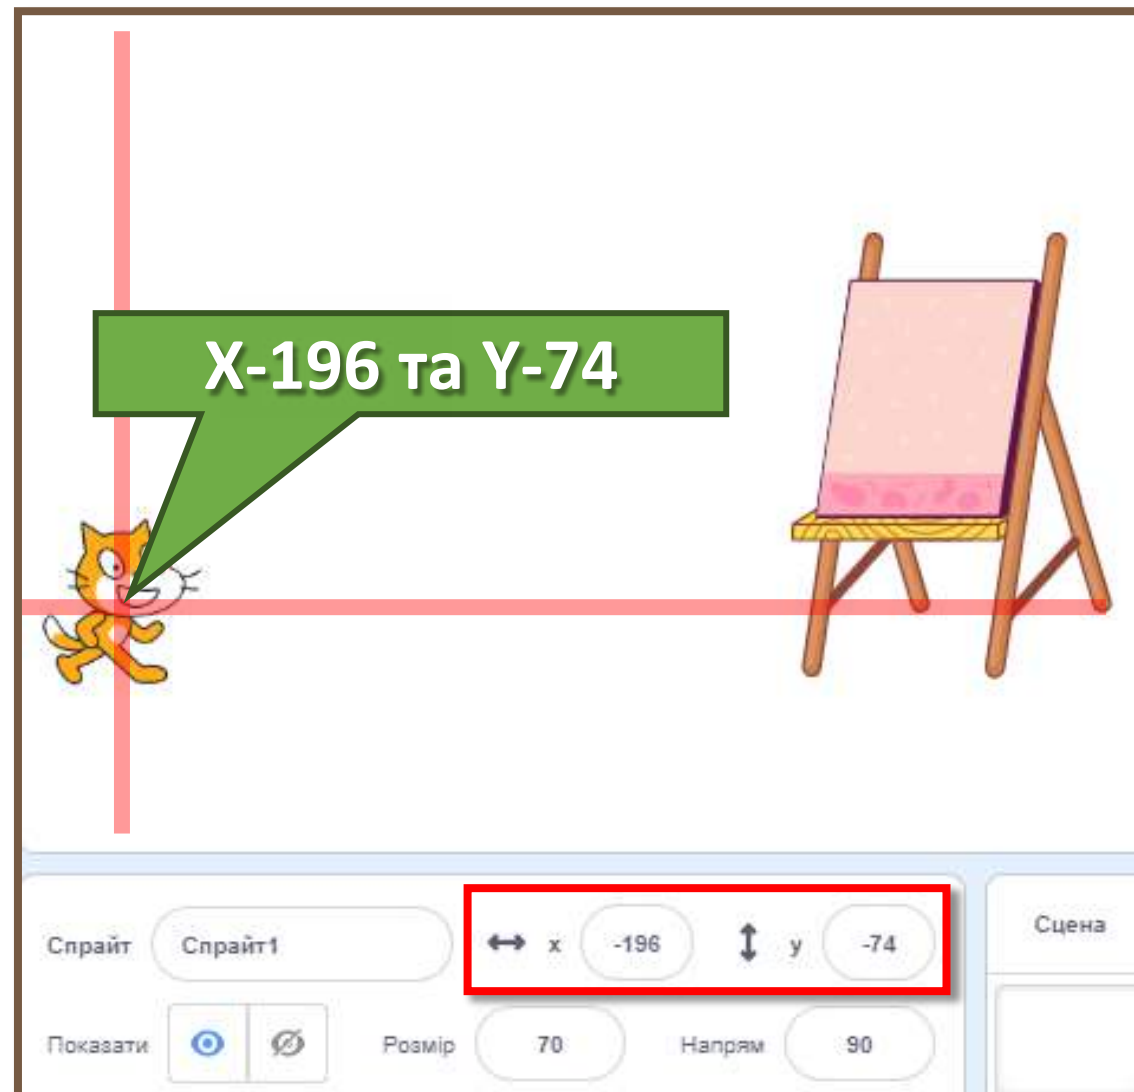 X-196 та Y-74
Спрайт Спрайт1 x -196 y -74 Сцена
Показати Розмір 70 Напрям 90